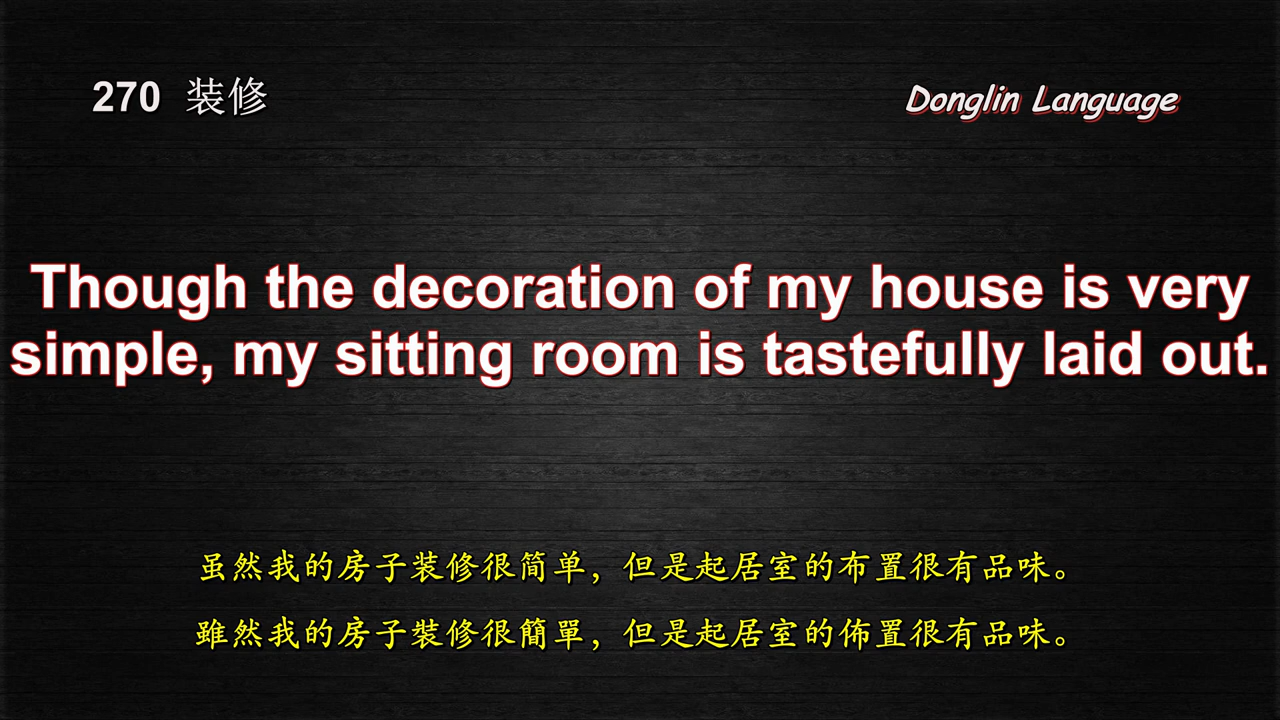 270 装修
Donglin Language
Though the decoration of my house is very
simple, my sitting room is tastefully laid out.
虽然我的房子装修很简单，但是起居室的布置很有品味。
雖然我的房子裝修很簡單，但是起居室的佈置很有品味。